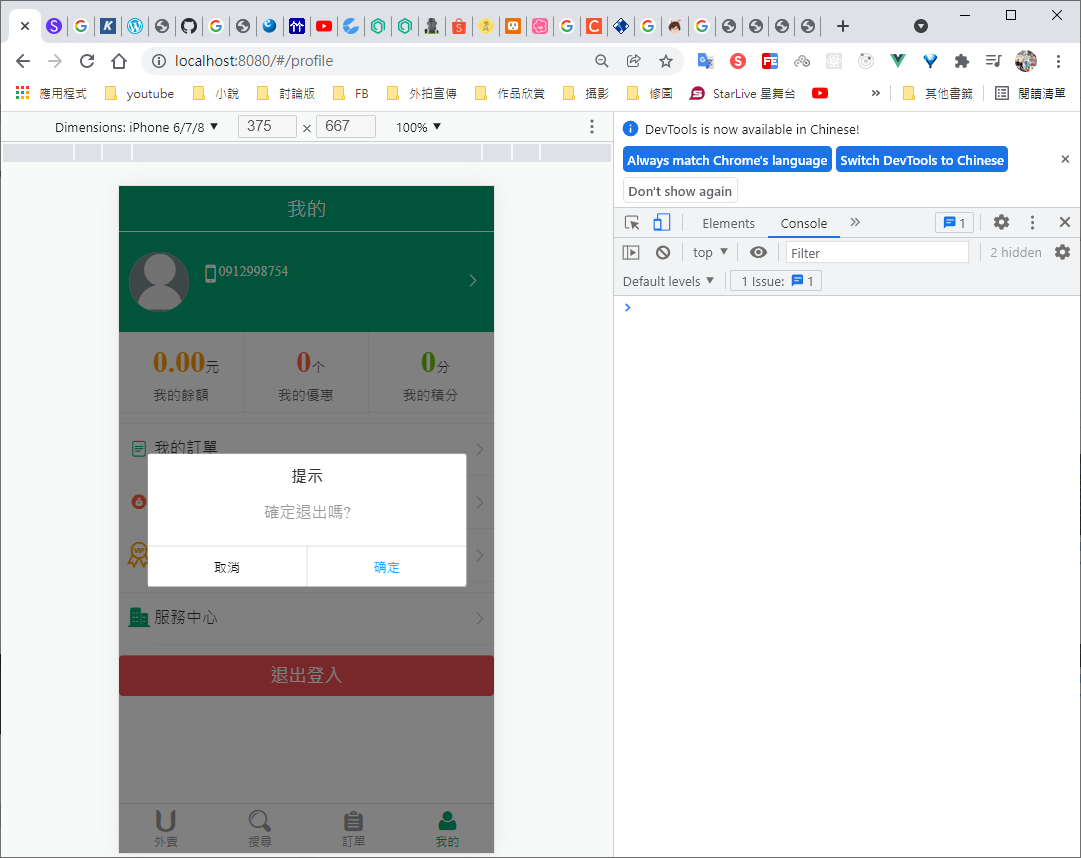 localhost:8080/#/profile
應用程式 youtube 小說 討論版 FB 外拍宣傳 作品欣賞 攝影 修圖 StarLive 星舞台 » 其他書籤 閱讀清單
Dimensions: iPhone 6/7/8 ▼ 375 × 667 100% ▼
DevTools is now available in Chinese!
Always match Chrome's language Switch DevTools to Chinese
Don't show again
Elements Console » 1
top ▼ Filter 2 hidden
Default levels ▼ 1 Issue: 1
我的
0912998754
0.00元 0个 0分
我的餘額 我的優惠 我的積分
我的訂單
提示
確定退出嗎?
取消 确定
VIP
服務中心
退出登入
外賣 搜尋 訂單 我的